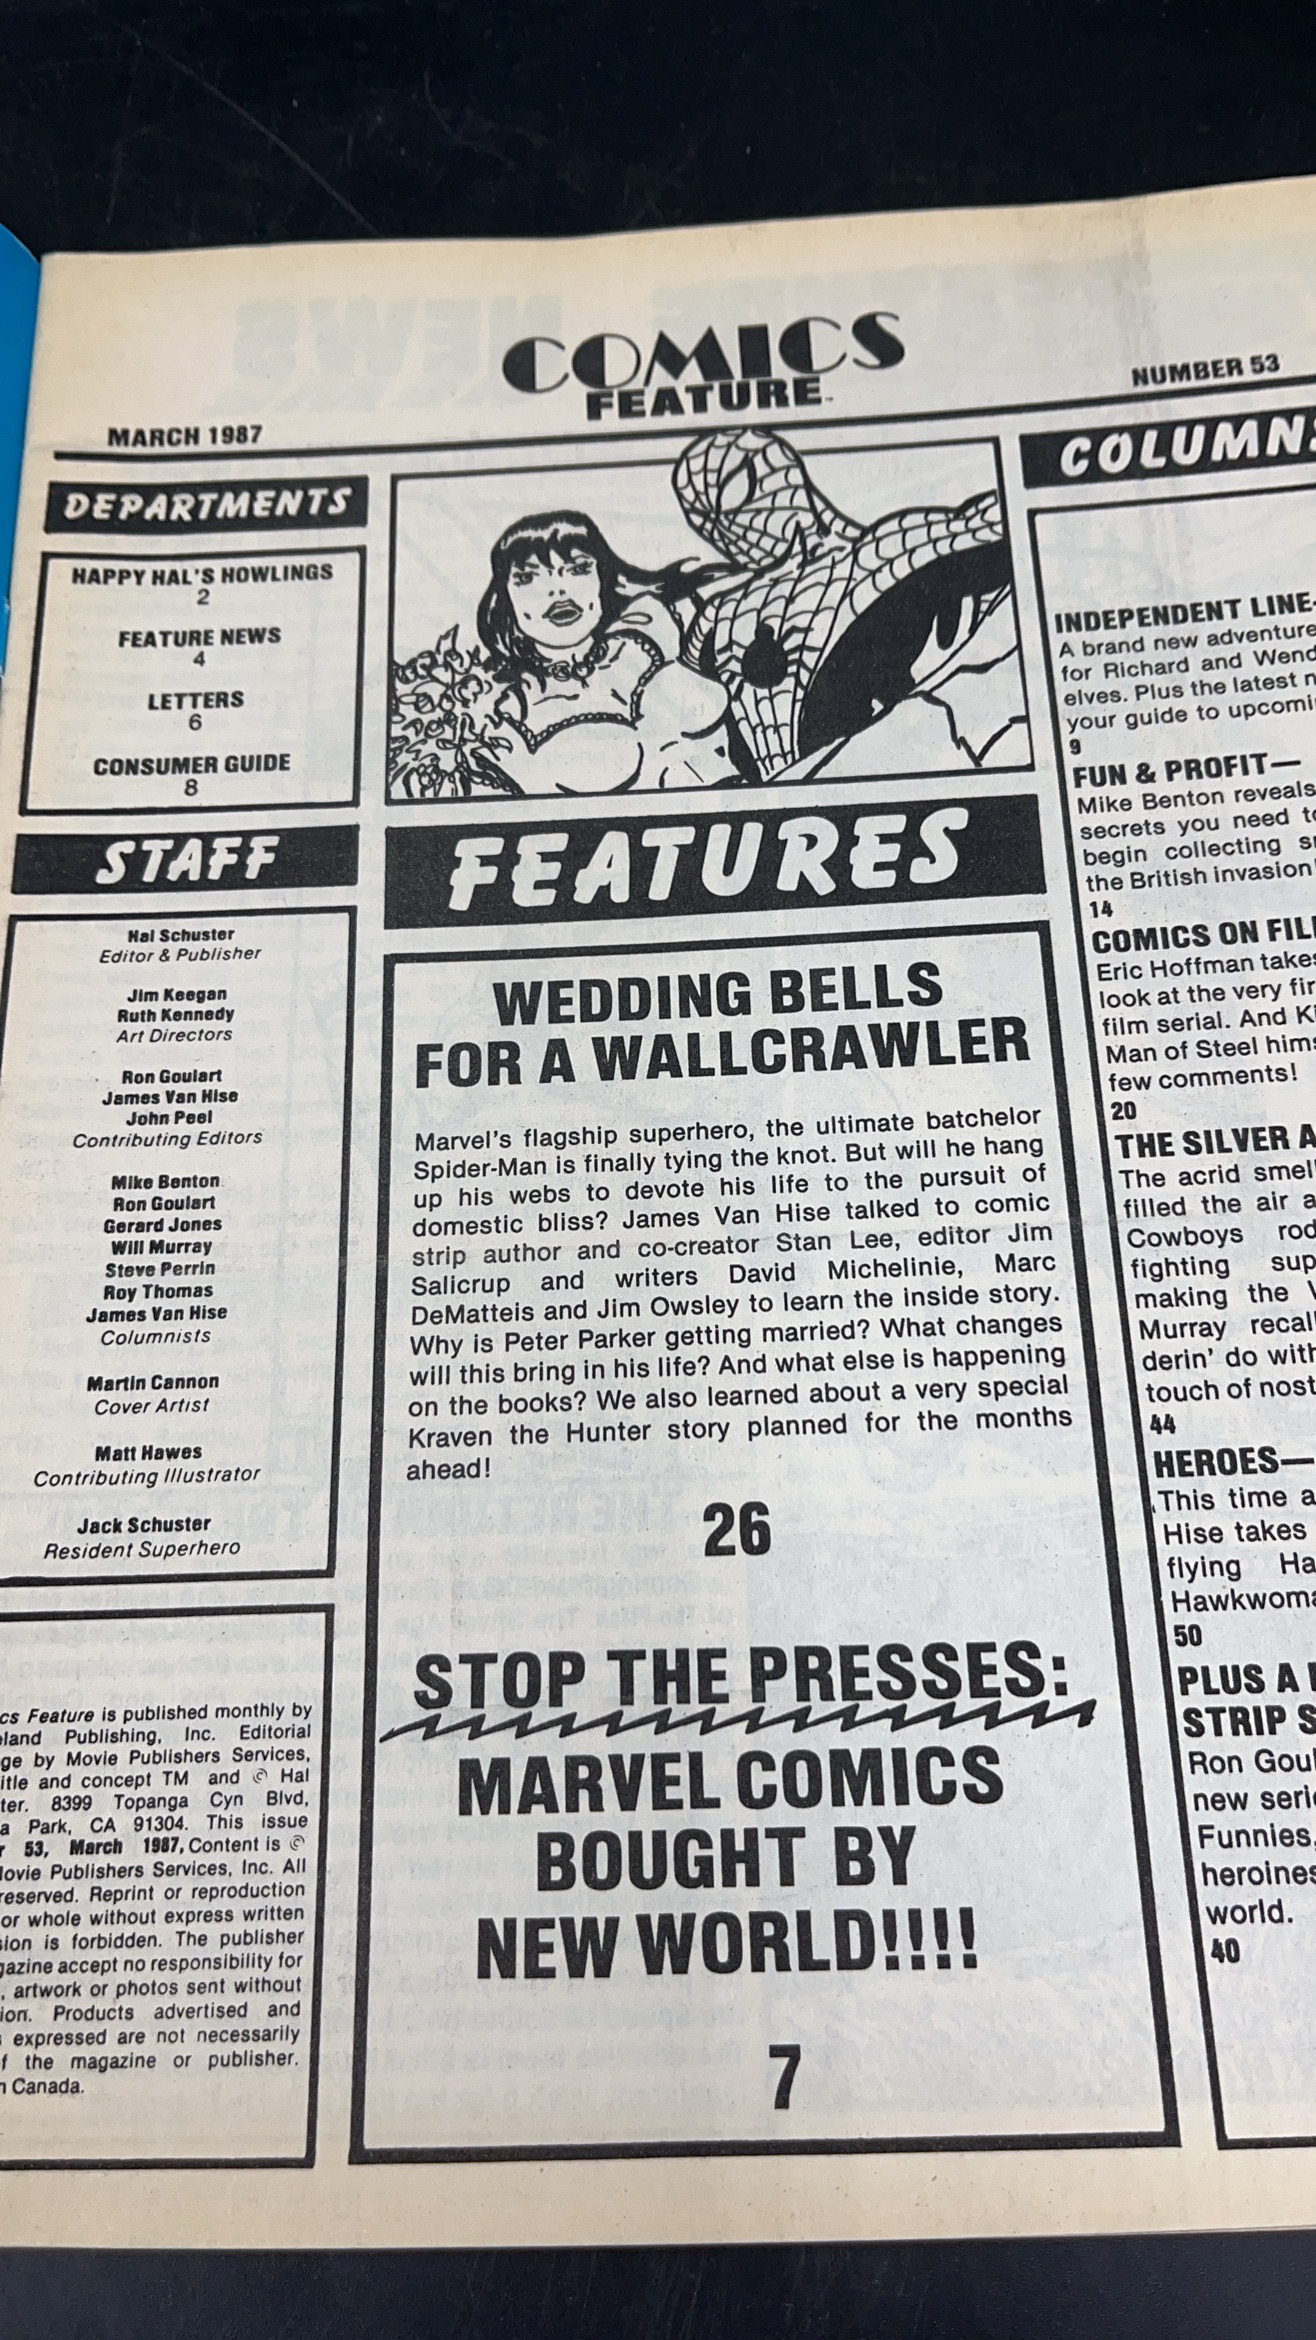 COMICS
FEATURE
MARCH 1987
NUMBER 53
DEPARTMENTS
HAPPY HAL'S HOWLINGS
2
FEATURE NEWS
4
LETTERS
6
CONSUMER GUIDE
8
STAFF
Hal Schuster
Editor & Publisher
Jim Keegan
Ruth Kennedy
Art Directors
Ron Goulart
James Van Hise
John Peel
Contributing Editors
Mike Benton
Ron Goulart
Gerard Jones
Will Murray
Steve Perrin
Roy Thomas
James Van Hise
Columnists
Martin Cannon
Cover Artist
Matt Hawes
Contributing Illustrator
Jack Schuster
Resident Superhero
Feature is published monthly by
Publishing, Inc. Editorial
by Movie Publishers Services,
and concept TM and © Hal
8399 Topanga Cyn Blvd,
Park, CA 91304. This issue
53, March 1987, Content is ©
Movie Publishers Services, Inc. All
reserved. Reprint or reproduction
or whole without express written
is forbidden. The publisher
accept no responsibility for
, artwork or photos sent without
Products advertised and
expressed are not necessarily
the magazine or publisher.
Canada.
FEATURES
WEDDING BELLS
FOR A WALLCRAWLER
Marvel's flagship superhero, the ultimate batchelor
Spider-Man is finally tying the knot. But will he hang
up his webs to devote his life to the pursuit of
domestic bliss? James Van Hise talked to comic
strip author and co-creator Stan Lee, editor Jim
Salicrup and writers David Michelinie, Marc
DeMatteis and Jim Owsley to learn the inside story.
Why is Peter Parker getting married? What changes
will this bring in his life? And what else is happening
on the books? We also learned about a very special
Kraven the Hunter story planned for the months
ahead!
26
STOP THE PRESSES:
MARVEL COMICS
BOUGHT BY
NEW WORLD!!!!
7
COLUMN
INDEPENDENT LINE
A brand new adventure
for Richard and
elves. Plus the latest
your guide to
9
FUN & PROFIT—
Mike Benton reveals
secrets you need
begin collecting
the British invasion
14
COMICS ON
Eric Hoffman takes
look at the very
film serial. And
Man of Steel
few comments!
20
THE SILVER
The acrid
filled the air
Cowboys
fighting
making the
Murray
derin' do
touch of
44
HEROES—
This time
Hise takes
flying
50
PLUS A
STRIP
Ron
new
Funnies,
world.
40